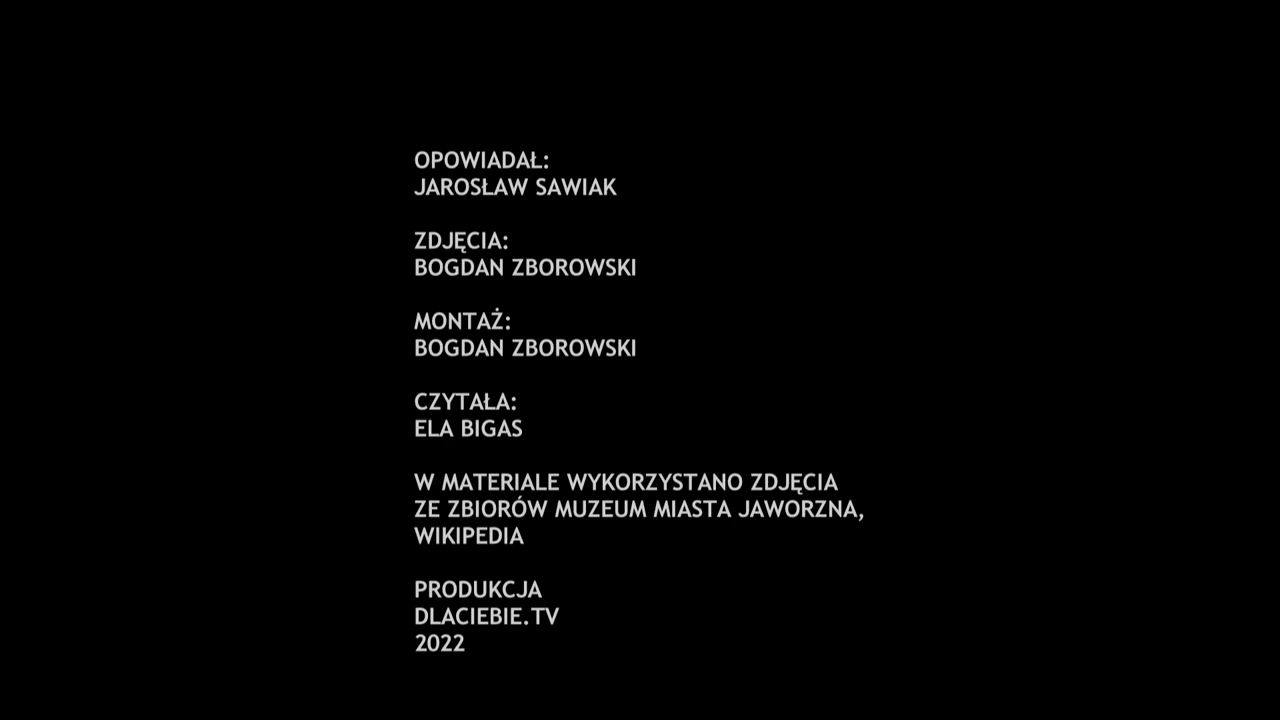 OPOWIADAŁ:
JAROSŁAW SAWIAK
ZDJĘCIA:
BOGDAN ZBOROWSKI
MONTAŻ:
BOGDAN ZBOROWSKI
CZYTAŁA:
ELA BIGAS
W MATERIALE WYKORZYSTANO ZDJĘCIA
ZE ZBIORÓW MUZEUM MIASTA JAWORZNA,
WIKIPEDIA
PRODUKCJA
DLACIEBIE.TV
2022